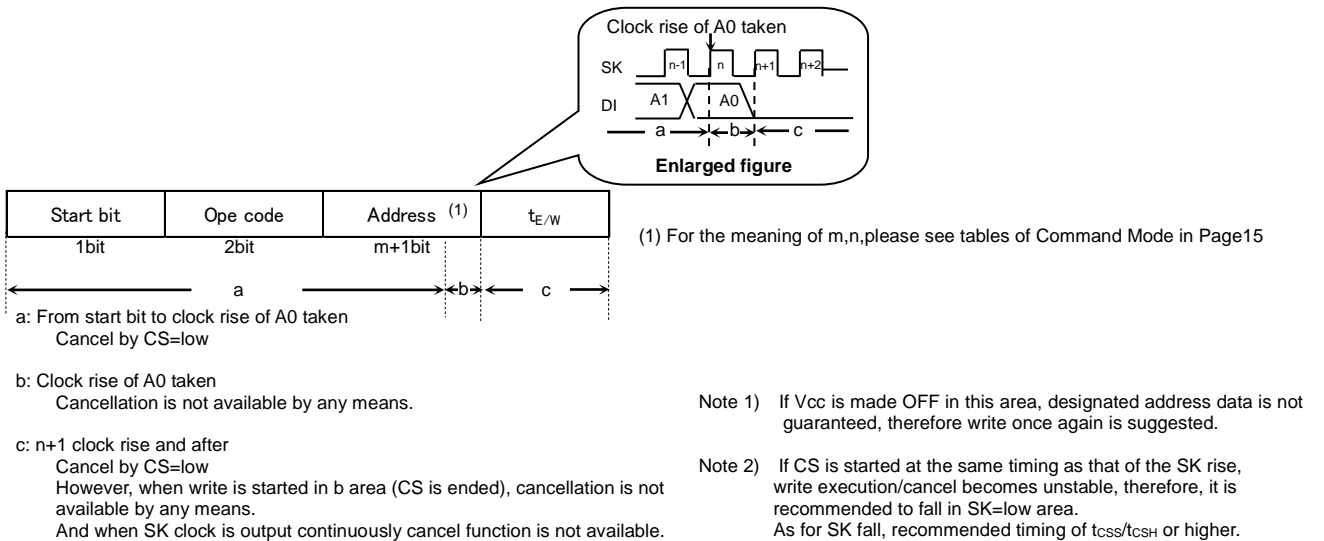 Clock rise of A0 taken
SK n-1 n n+1 n+2
DI A1 A0
a b c
Enlarged figure
Start bit Ope code Address (1) tE/W
1bit 2bit m+1bit
(1) For the meaning of m,n,please see tables of Command Mode in Page15
a b c
a: From start bit to clock rise of A0 taken
Cancel by CS=low
b: Clock rise of A0 taken
Cancellation is not available by any means.
c: n+1 clock rise and after
Cancel by CS=low
However, when write is started in b area (CS is ended), cancellation is not
available by any means.
And when SK clock is output continuously cancel function is not available.
Note 1) If Vcc is made OFF in this area, designated address data is not
guaranteed, therefore write once again is suggested.
Note 2) If CS is started at the same timing as that of the SK rise,
write execution/cancel becomes unstable, therefore, it is
recommended to fall in SK=low area.
As for SK fall, recommended timing of tCSS/tCSH or higher.